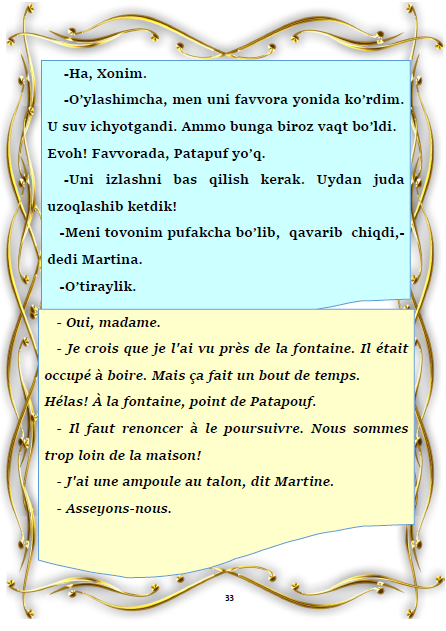 -Ha, Xonim.
-O’ylashimcha, men uni favvora yonida ko’rdim.
U suv ichyotgandi. Ammo bunga biroz vaqt bo’ldi.
Evoh! Favvorada, Patapuf yo’q.
-Uni izlashni bas qilish kerak. Uydan juda
uzoqlashib ketdik!
-Meni tovonim pufakcha bo’lib, qavarib chiqdi,-
dedi Martina.
-O’tiraylik.
- Oui, madame.
- Je crois que je l'ai vu près de la fontaine. Il était
occupé à boire. Mais ça fait un bout de temps.
Hélas! À la fontaine, point de Patapouf.
- Il faut renoncer à le poursuivre. Nous sommes
trop loin de la maison!
- J'ai une ampoule au talon, dit Martine.
- Asseyons-nous.
33